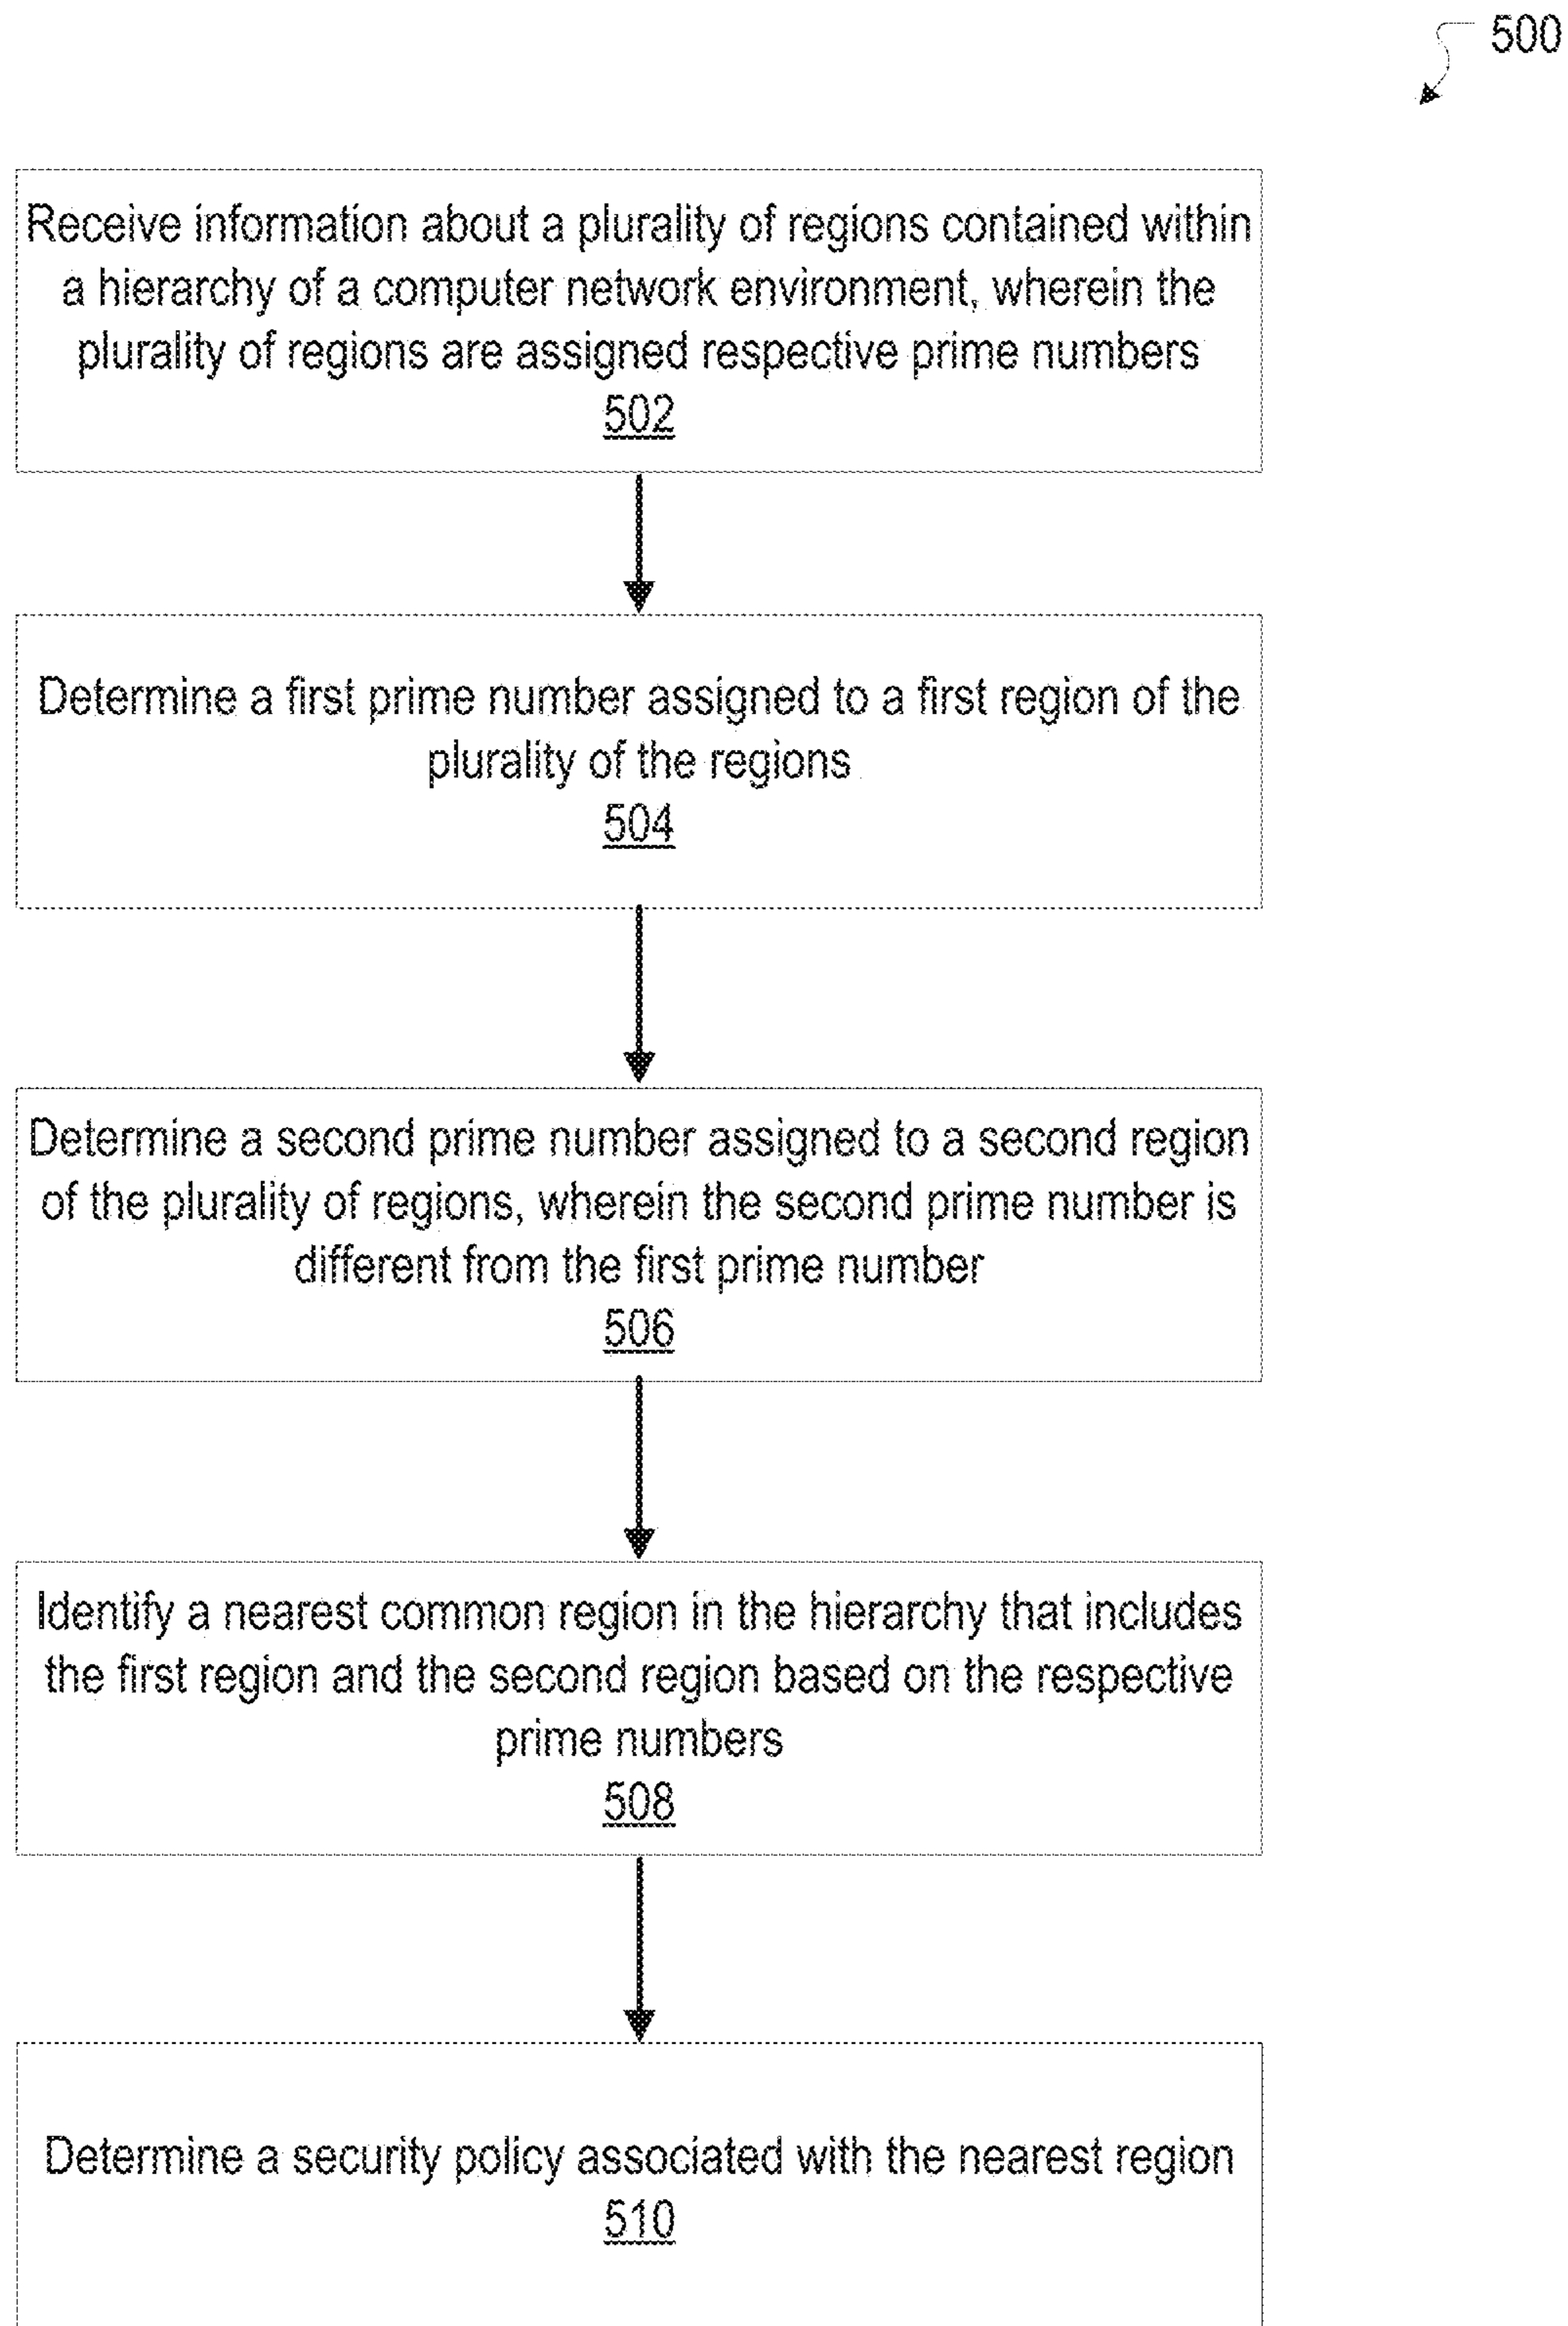 500
Receive information about a plurality of regions contained within
a hierarchy of a computer network environment, wherein the
plurality of regions are assigned respective prime numbers
502
Determine a first prime number assigned to a first region of the
plurality of the regions
504
Determine a second prime number assigned to a second region
of the plurality of regions, wherein the second prime number is
different from the first prime number
506
Identify a nearest common region in the hierarchy that includes
the first region and the second region based on the respective
prime numbers
508
Determine a security policy associated with the nearest region
510